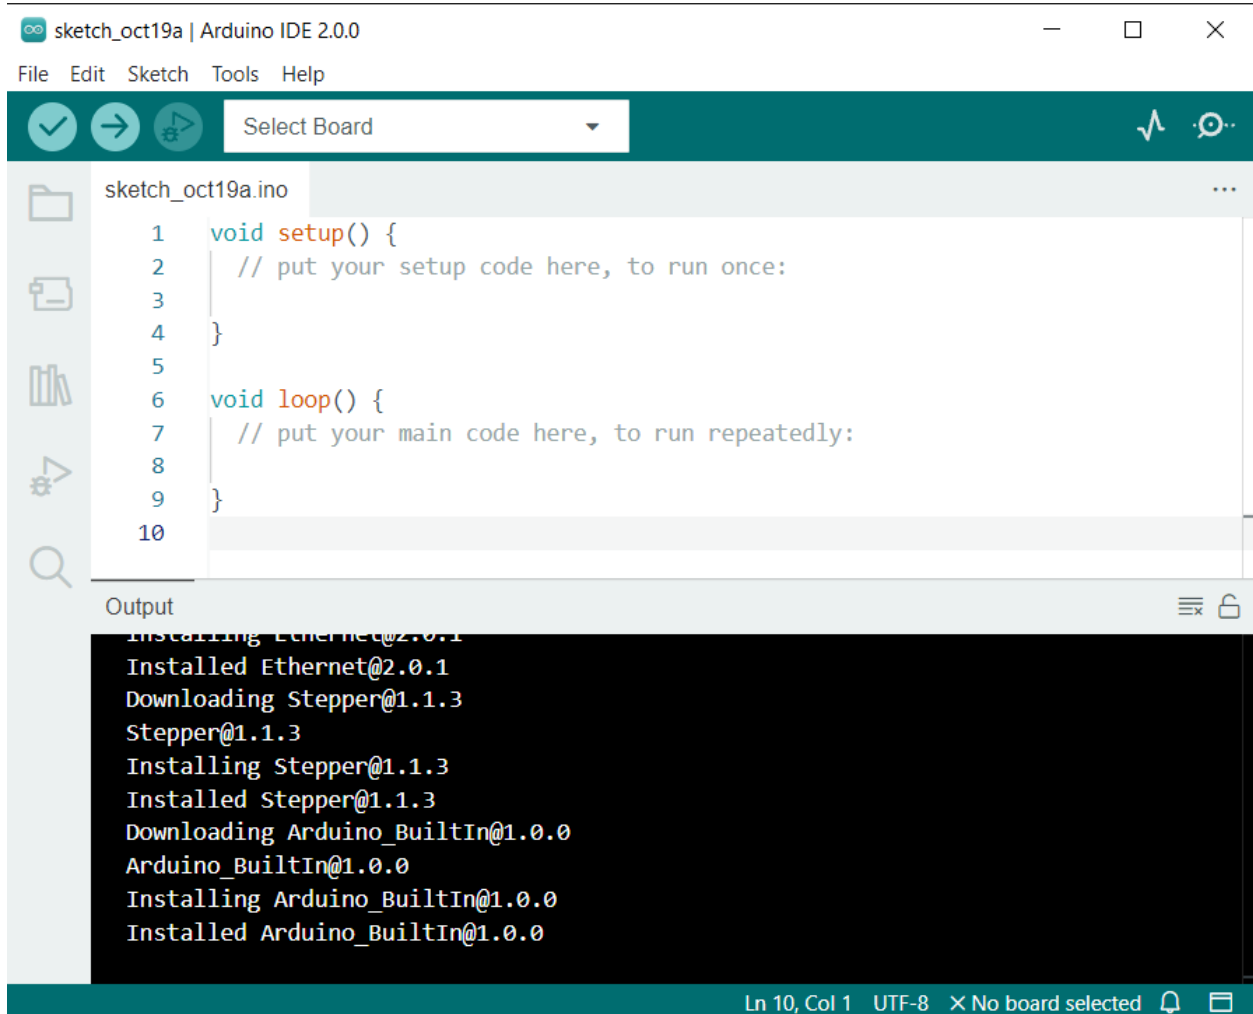 sketch_oct19a | Arduino IDE 2.0.0
File Edit Sketch Tools Help
Select Board
sketch_oct19a.ino
1 void setup() {
2 // put your setup code here, to run once:
3
4 }
5
6 void loop() {
7 // put your main code here, to run repeatedly:
8
9 }
10
Output
Installing Ethernet@2.0.1
Installed Ethernet@2.0.1
Downloading Stepper@1.1.3
Stepper@1.1.3
Installing Stepper@1.1.3
Installed Stepper@1.1.3
Downloading Arduino_BuiltIn@1.0.0
Arduino_BuiltIn@1.0.0
Installing Arduino_BuiltIn@1.0.0
Installed Arduino_BuiltIn@1.0.0
Ln 10, Col 1 UTF-8 × No board selected